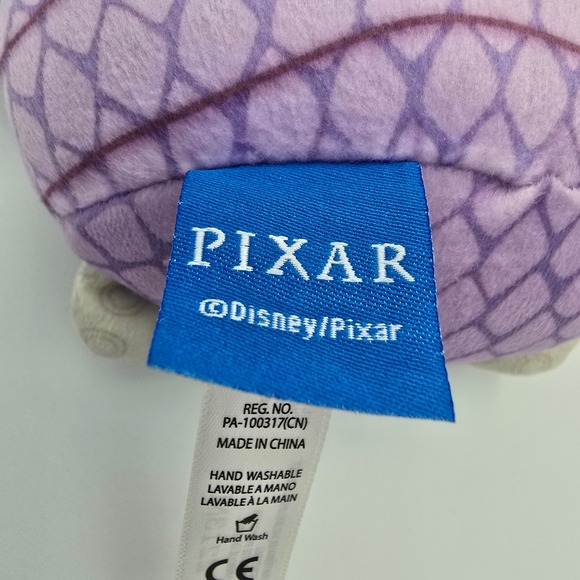 PIXAR
©Disney/Pixar
REG. NO.
PA-100317(CN)
MADE IN CHINA
HAND WASHABLE
LAVABLE A MANO
LAVABLE À LA MAIN
Hand Wash
CE